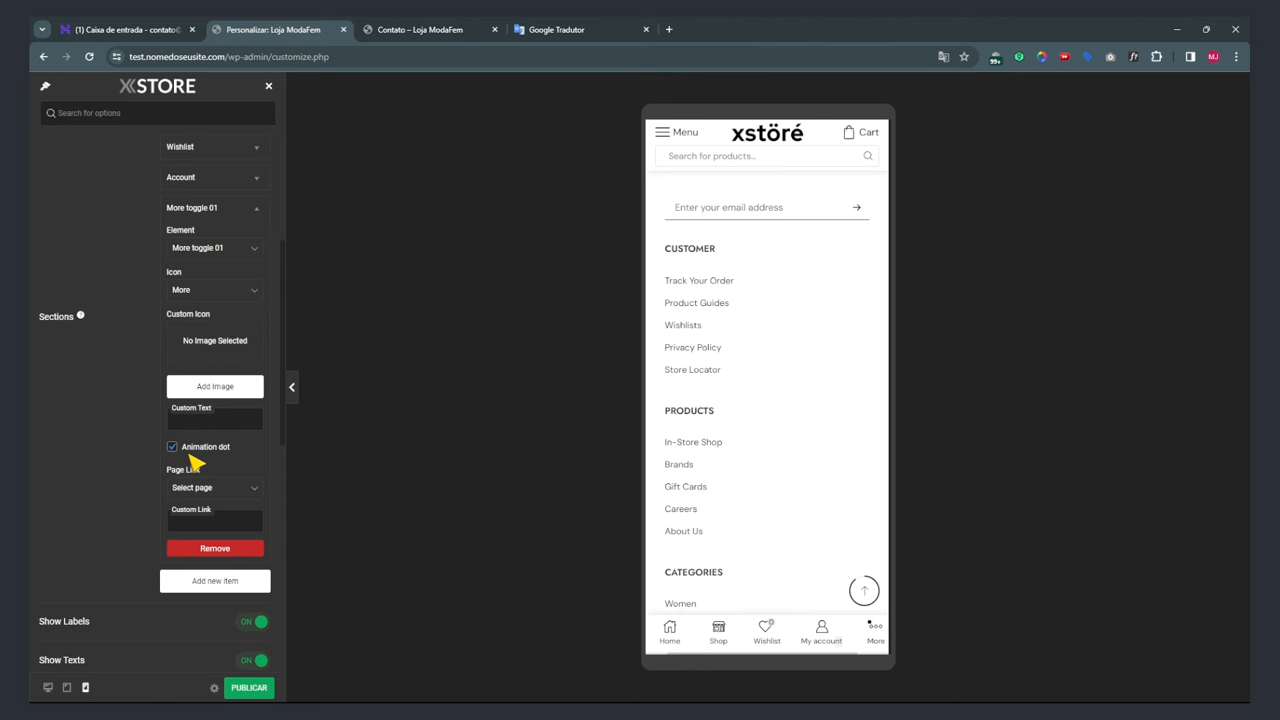 (1) Caixa de entrada - contato@
Personalizar: Loja ModaFem
Contato – Loja ModaFem
Google Tradutor
test.nomedoseusite.com/wp-admin/customize.php
99+
MJ
XSTORE
Search for options
Wishlist
Account
More toggle 01
Element
More toggle 01
Icon
More
Custom Icon
Sections
No Image Selected
Add Image
Custom Text
Animation dot
Page Link
Select page
Custom Link
Remove
Add new item
Show Labels
ON
Show Texts
ON
PUBLICAR
Menu
xstöré
Cart
Search for products...
Enter your email address
CUSTOMER
Track Your Order
Product Guides
Wishlists
Privacy Policy
Store Locator
PRODUCTS
In-Store Shop
Brands
Gift Cards
Careers
About Us
CATEGORIES
Women
0
Home
Shop
Wishlist
My account
More